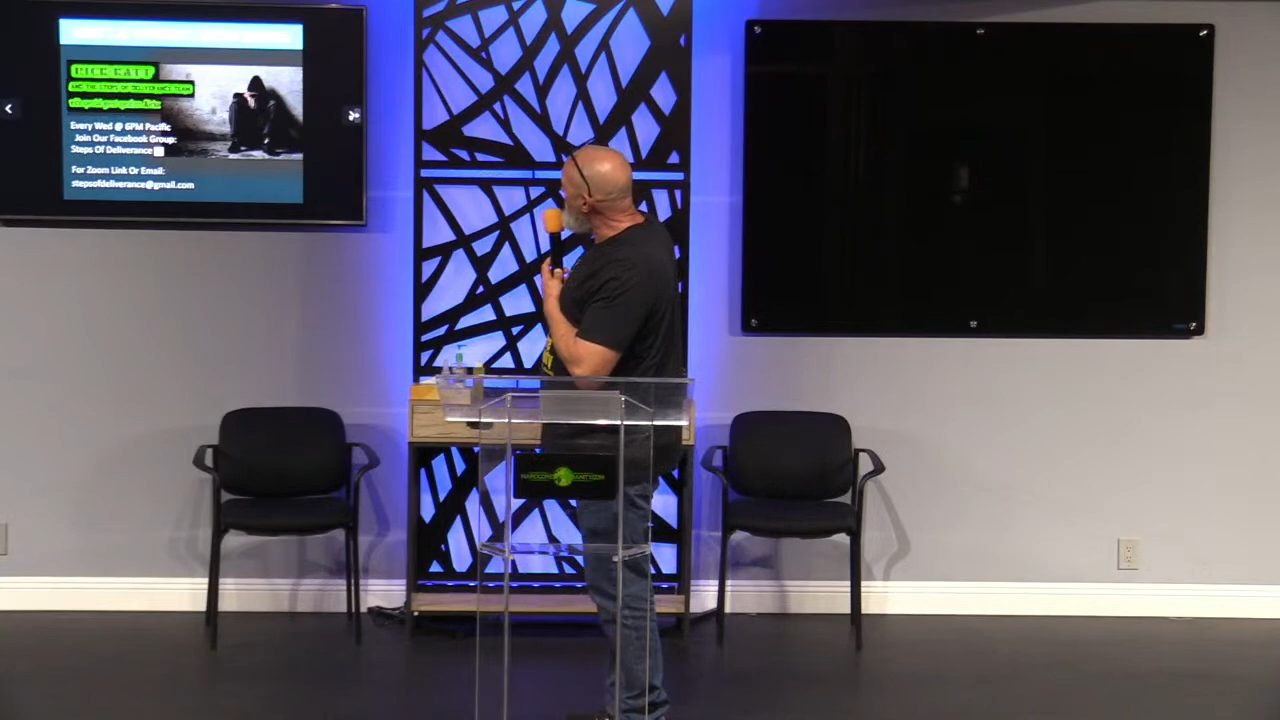 RICK KATT
AND THE STEPS OF DELIVERANCE TEAM
Every Wed @ 6PM Pacific
Join Our Facebook Group:
Steps Of Deliverance
For Zoom Link Or Email:
stepsofdeliverance@gmail.com